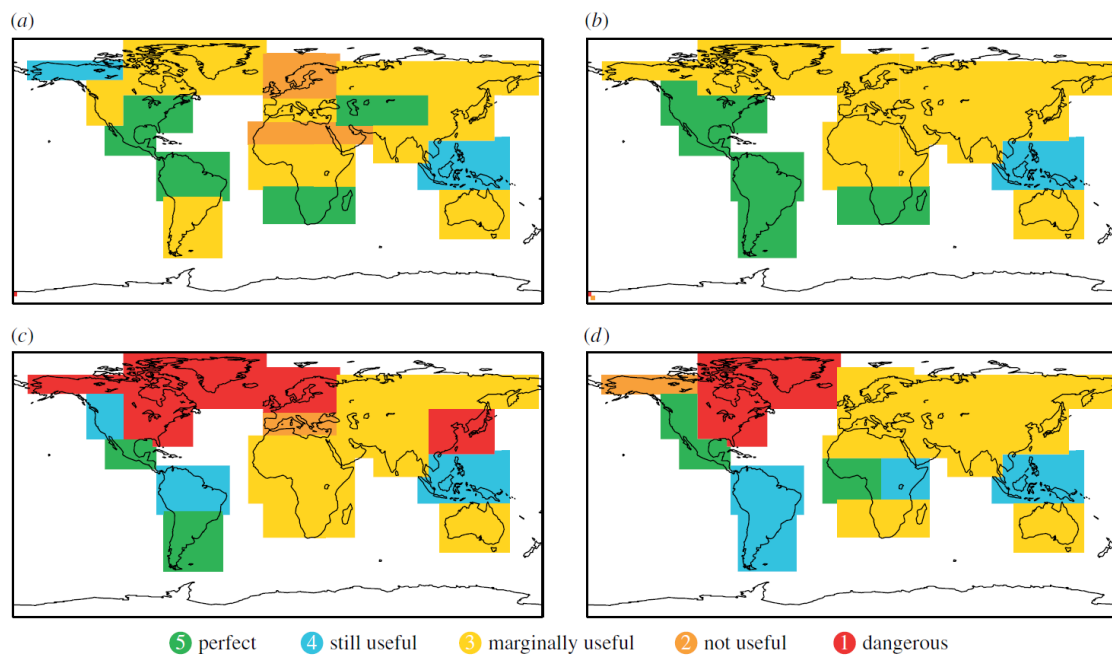 (a)
(b)
(c)
(d)
5 perfect 4 still useful 3 marginally useful 2 not useful 1 dangerous